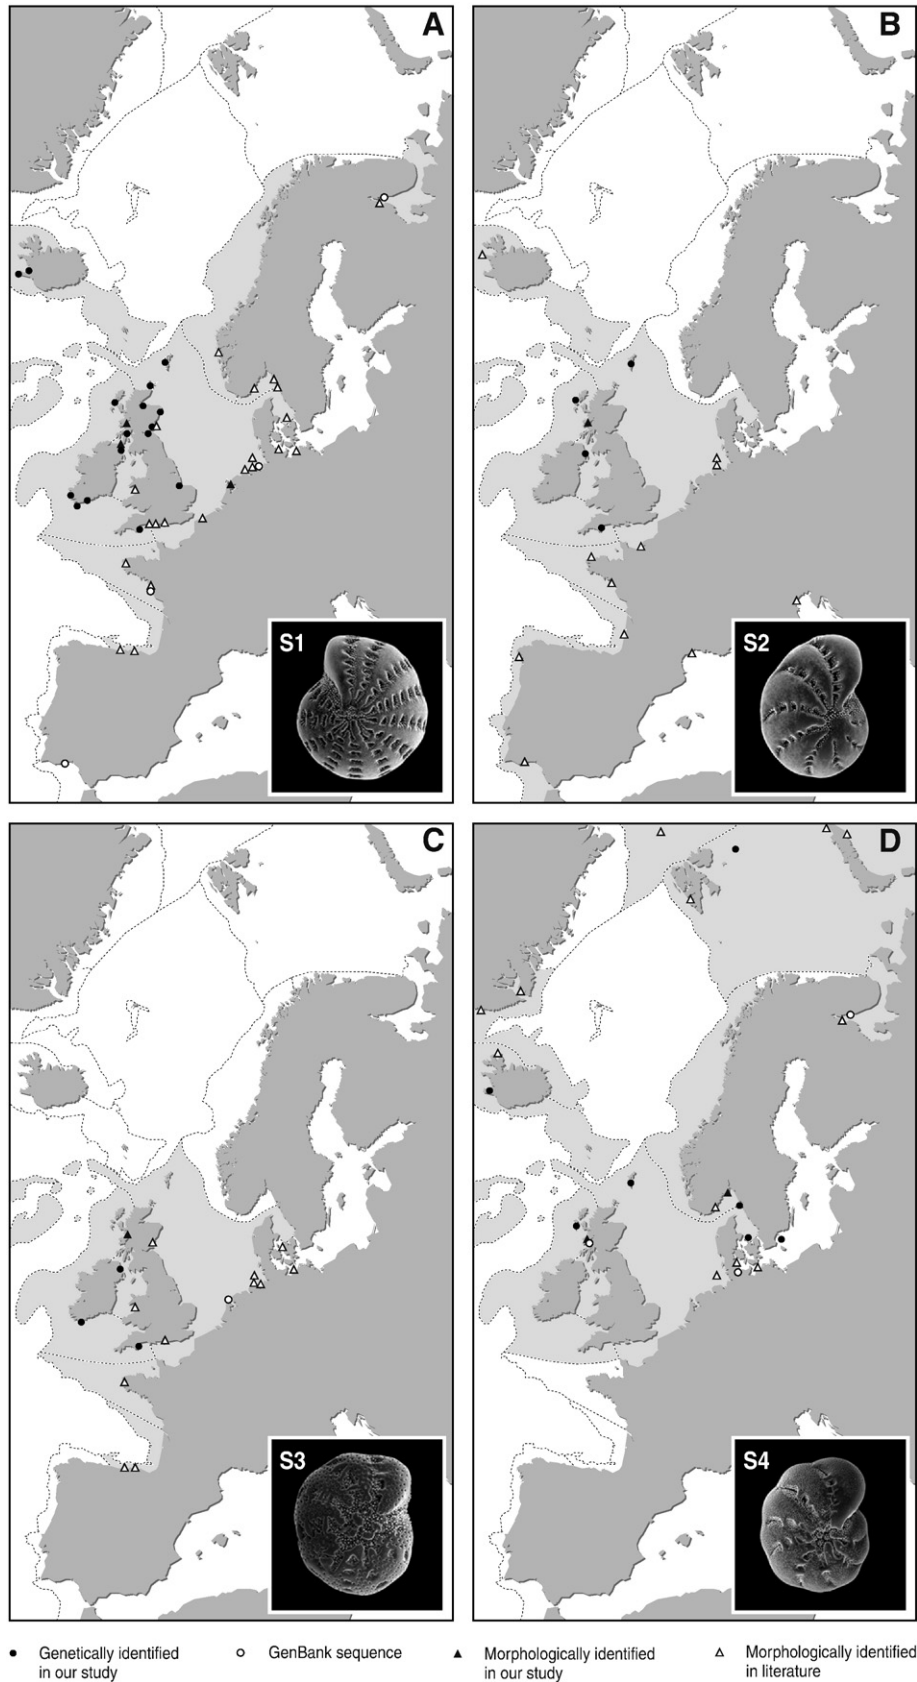 A
B
S1
S2
C
D
S3
S4
Genetically identified
in our study
GenBank sequence
Morphologically identified
in our study
Morphologically identified
in literature